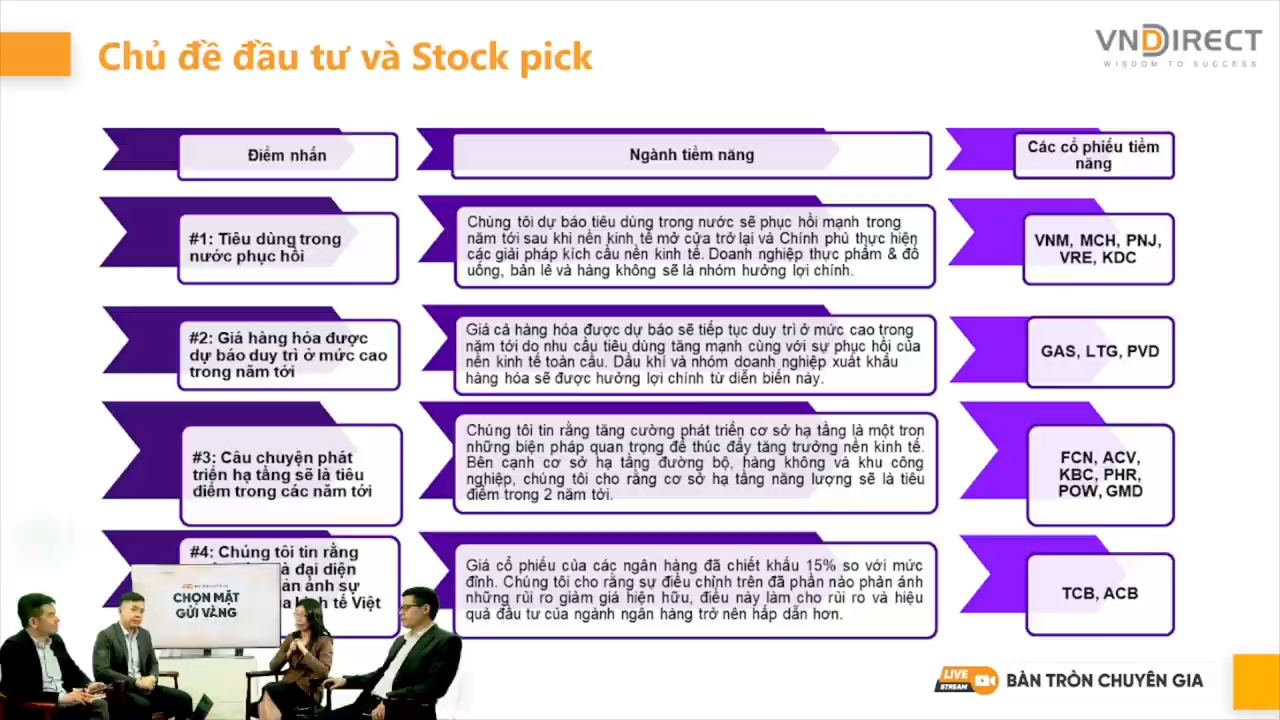 Chủ đề đầu tư và Stock pick
VNDIRECT
WISDOM TO SUCCESS
Điểm nhấn
Ngành tiềm năng
Các cổ phiếu tiềm
năng
#1: Tiêu dùng trong
nước phục hồi
Chúng tôi dự báo tiêu dùng trong nước sẽ phục hồi mạnh trong
năm tới sau khi nền kinh tế mở cửa trở lại và Chính phủ thực hiện
các giải pháp kích cầu nền kinh tế. Doanh nghiệp thực phẩm & đồ
uống, bản lẻ và hàng không sẽ là nhóm hưởng lợi chính.
VNM, MCH, PNJ,
VRE, KDC
#2: Giá hàng hóa được
dự báo duy trì ở mức cao
trong năm tới
Giá cả hàng hóa được dự báo sẽ tiếp tục duy trì ở mức cao trong
năm tới do nhu cầu tiêu dùng tăng mạnh cùng với sự phục hồi của
nền kinh tế toàn cầu. Dầu khí và nhóm doanh nghiệp xuất khẩu
hàng hóa sẽ được hưởng lợi chính từ diễn biến này.
GAS, LTG, PVD
#3: Câu chuyện phát
triển hạ tầng sẽ là tiêu
điểm trong các năm tới
Chúng tôi tin rằng tăng cường phát triển cơ sở hạ tầng là một tron
những biện pháp quan trọng để thúc đẩy tăng trưởng nền kinh tế.
Bên cạnh cơ sở hạ tầng đường bộ, hàng không và khu công
nghiệp, chúng tôi cho rằng cơ sở hạ tầng năng lượng sẽ là tiêu
điểm trong 2 năm tới.
FCN, ACV,
KBC, PHR,
POW, GMD
#4: Chúng tôi tin rằng
đại diện
ản ánh sự
kinh tế Việt
Giá cổ phiếu của các ngân hàng đã chiết khấu 15% so với mức
đỉnh. Chúng tôi cho rằng sự điều chỉnh trên đã phần nào phản ánh
những rủi ro giảm giá hiện hữu, điều này làm cho rủi ro và hiệu
quả đầu tư của ngành ngân hàng trở nên hấp dẫn hơn.
TCB, ACB
CHỌN MẶT
GỬI VÀNG
LIVE
STREAM
BÀN TRÒN CHUYÊN GIA